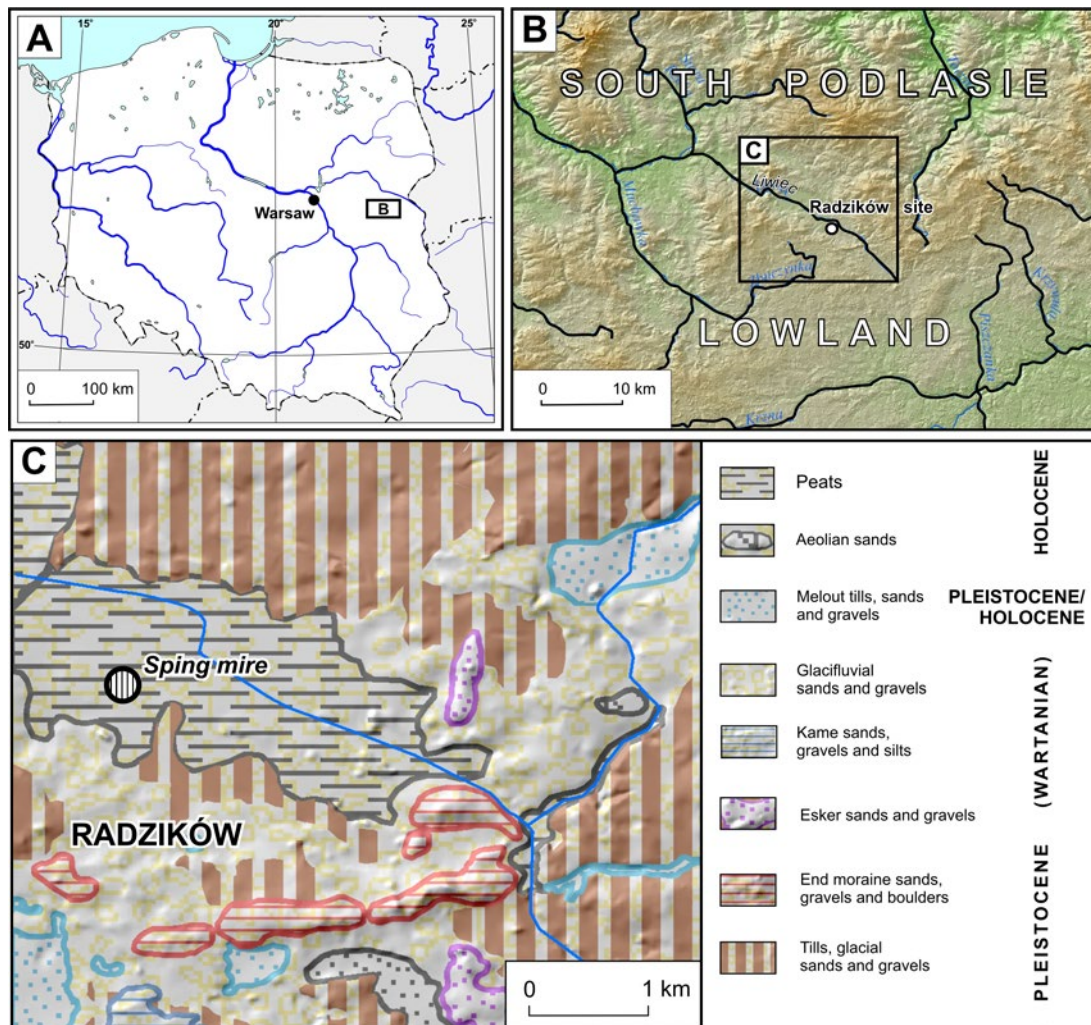 A
15°
20°
25°
Warsaw
B
50°
0 100 km
B
SOUTH PODLASIE
C
Liwiec
Radzików site
Muchawka
LOWLAND
Krzna
0 10 km
C
Sping mire
RADZIKÓW
0 1 km
Peats
Aeolian sands
HOLOCENE
Melout tills, sands
and gravels
PLEISTOCENE/
HOLOCENE
Glacifluvial
sands and gravels
Kame sands,
gravels and silts
Esker sands and gravels
End moraine sands,
gravels and boulders
Tills, glacial
sands and gravels
PLEISTOCENE (WARTANIAN)